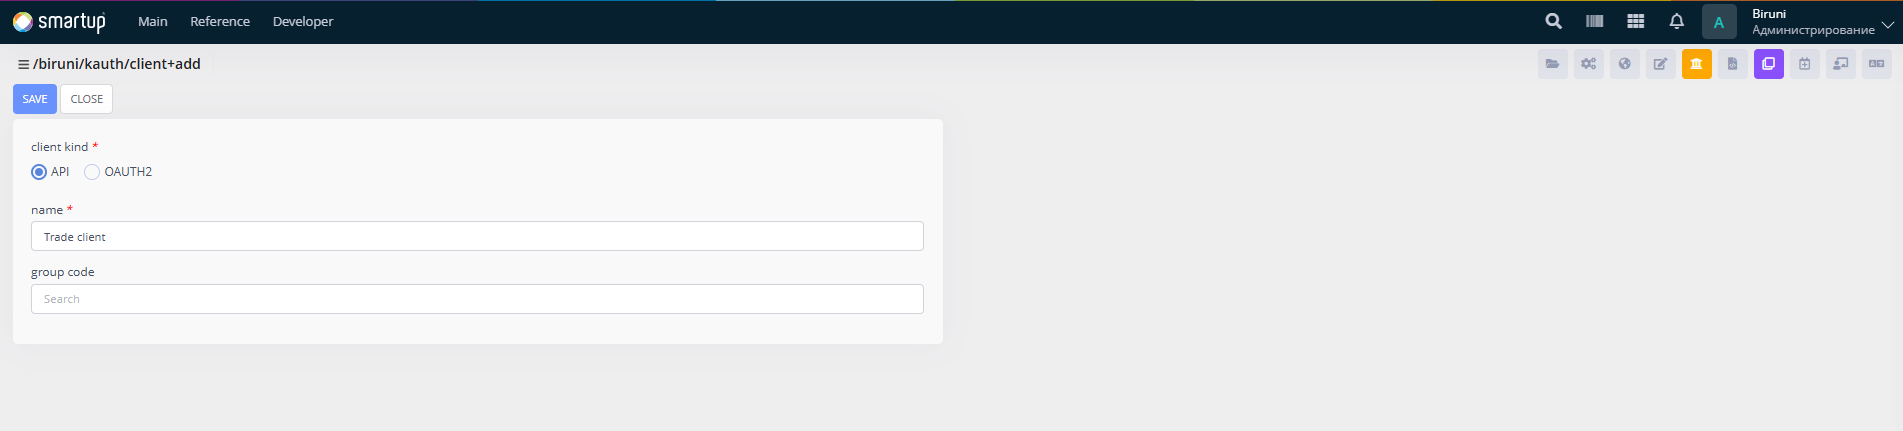 smartup Main Reference Developer A Biruni
Администрирование
/biruni/kauth/client+add
SAVE CLOSE
client kind *
API OAUTH2
name *
Trade client
group code
Search